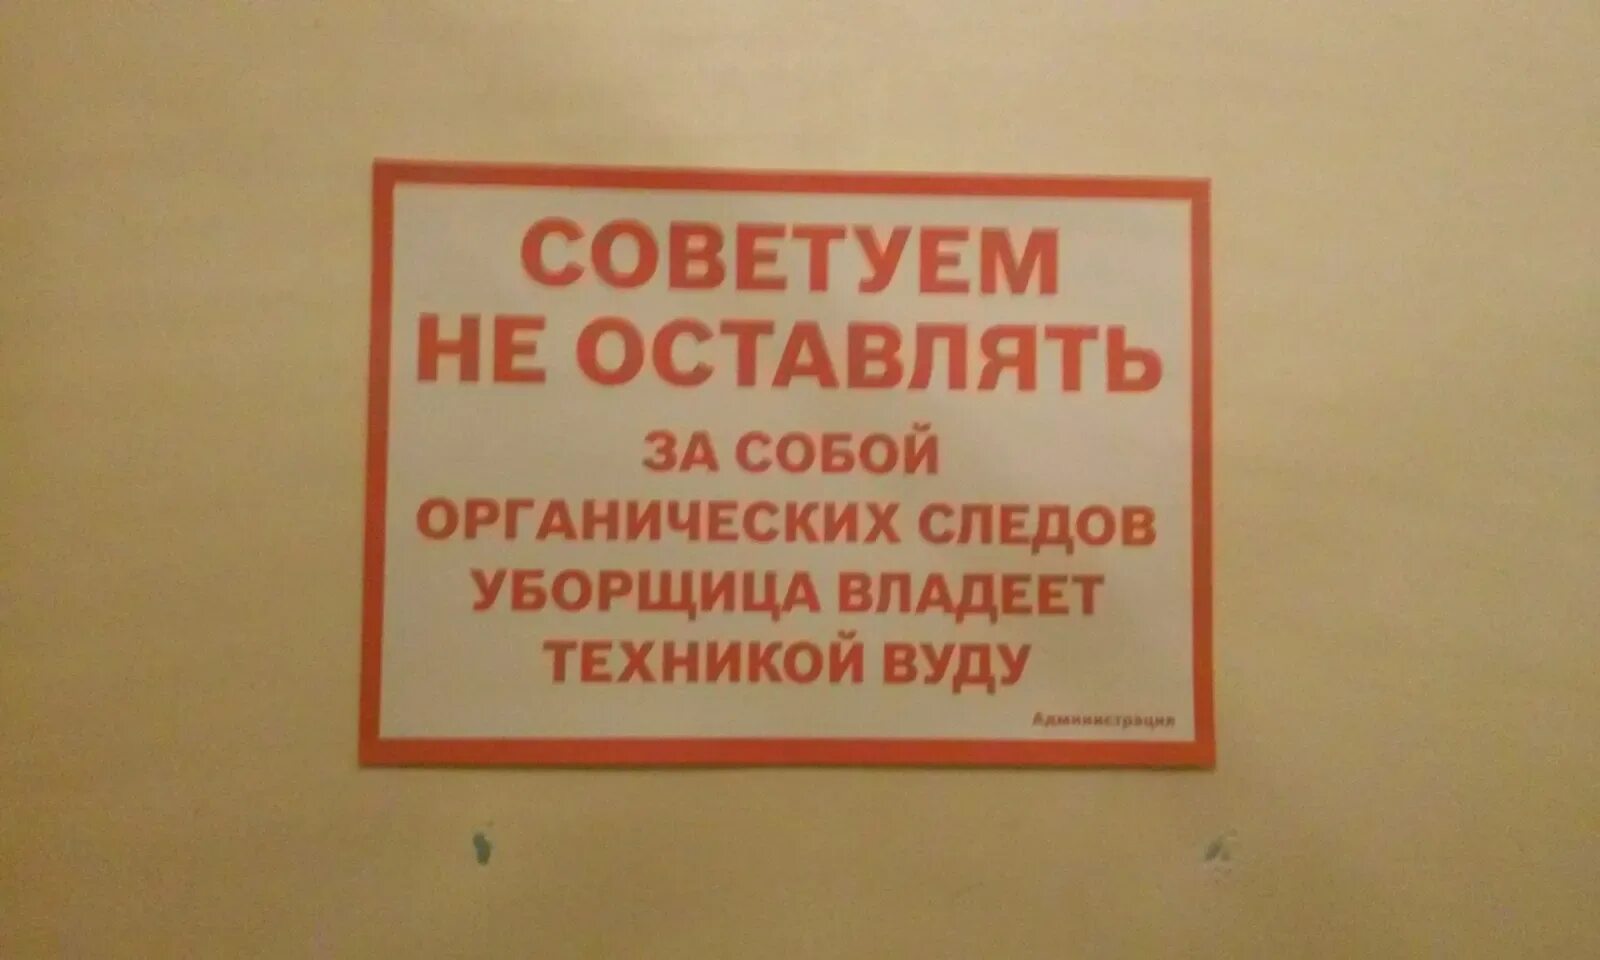 СОВЕТУЕМ
НЕ ОСТАВЛЯТЬ
ЗА СОБОЙ
ОРГАНИЧЕСКИХ СЛЕДОВ
УБОРЩИЦА ВЛАДЕЕТ
ТЕХНИКОЙ ВУДУ
Администрация